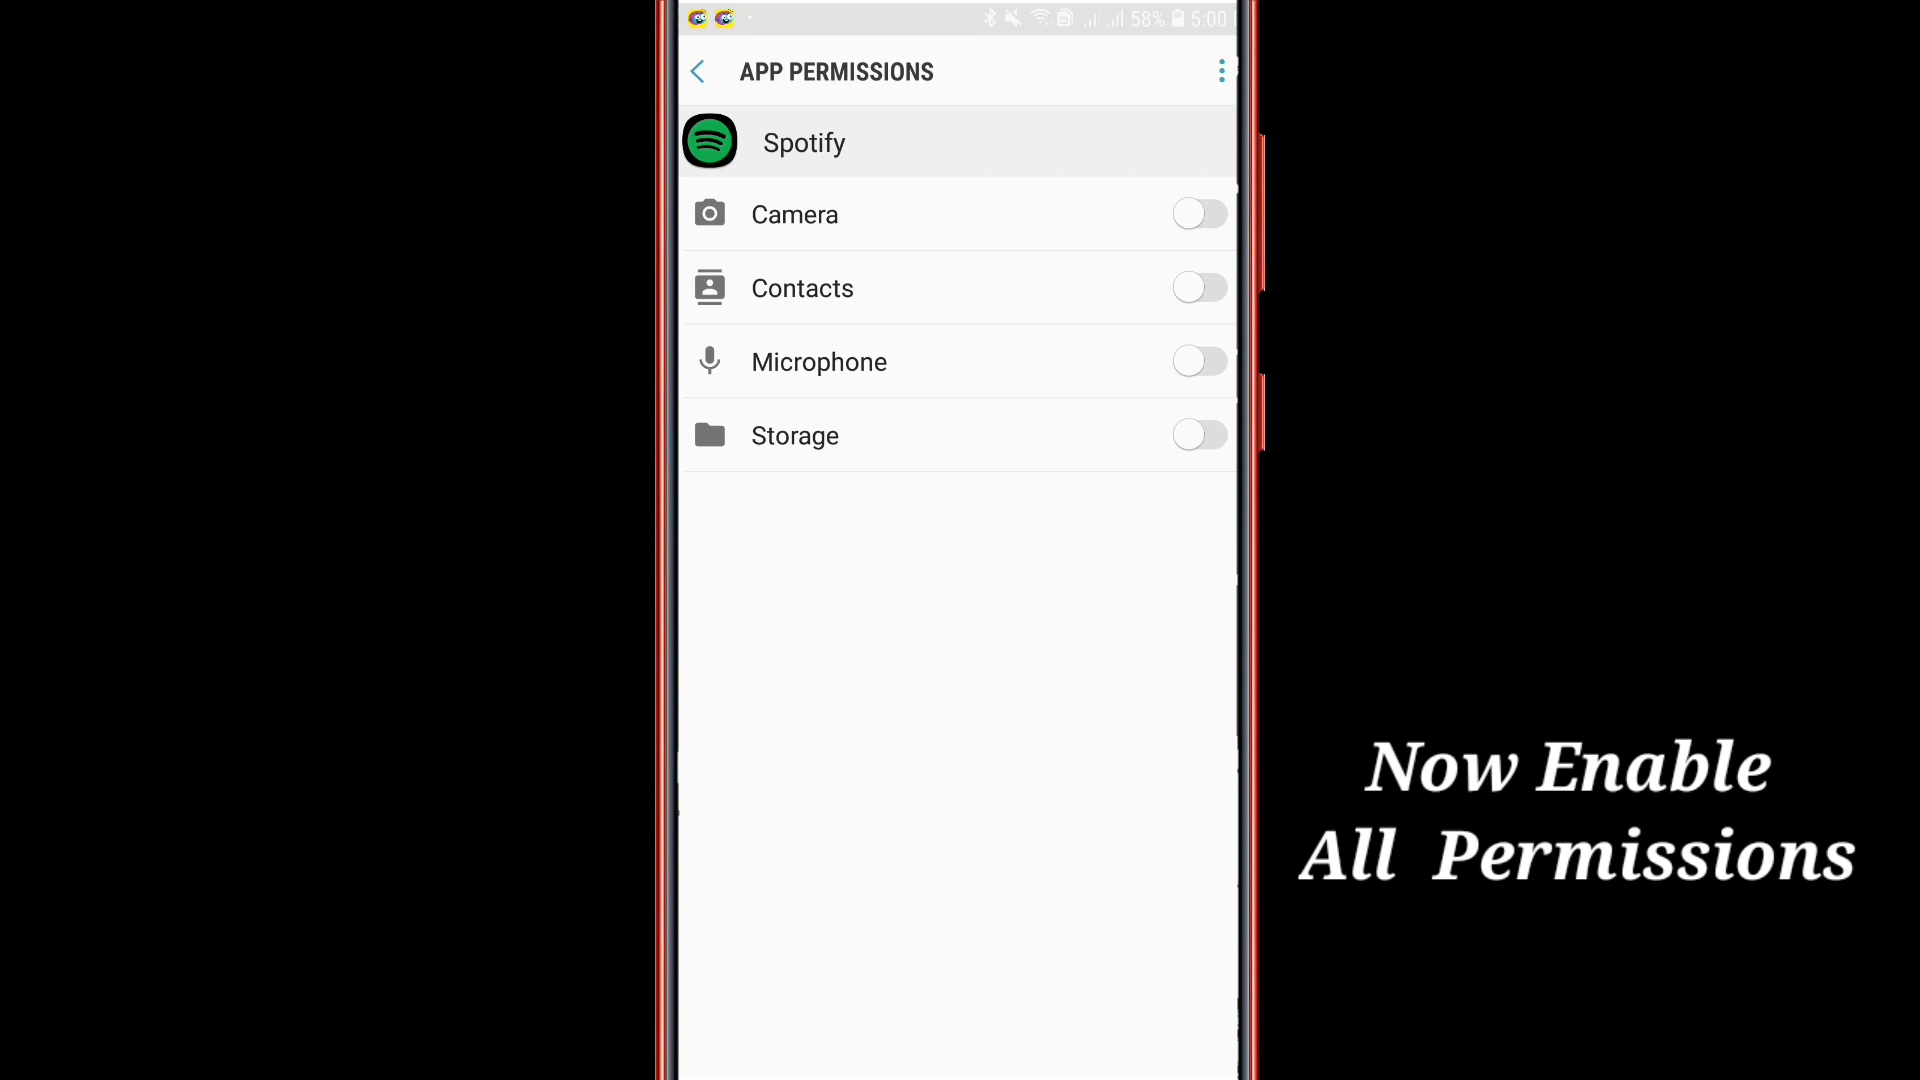 58% 5:00
APP PERMISSIONS
Spotify
Camera
Contacts
Microphone
Storage
Now Enable
All Permissions